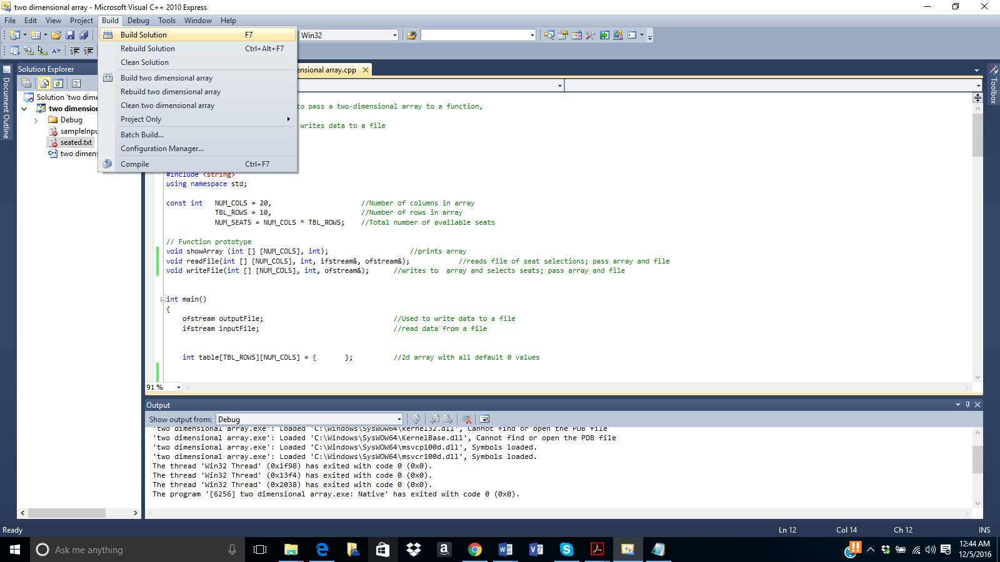 two dimensional array - Microsoft Visual C++ 2010 Express
File Edit View Project Build Debug Tools Window Help
Build Solution F7
Rebuild Solution Ctrl+Alt+F7
Clean Solution
Build two dimensional array
Rebuild two dimensional array
Clean two dimensional array
Project Only
Batch Build...
Configuration Manager...
Compile Ctrl+F7
Win32
Document Outline
Solution Explorer
Solution 'two dime
two dimension
Debug
sampleInpu
seated.txt
two dimens
ensional array.cpp
Toolbox
to pass a two-dimensional array to a function,
writes data to a file
#include <string>
using namespace std;
const int NUM_COLS = 20, //Number of columns in array
TBL_ROWS = 10, //Number of rows in array
NUM_SEATS = NUM_COLS * TBL_ROWS; //Total number of available seats
// Function prototype
void showArray (int [] [NUM_COLS], int); //prints array
void readFile(int [] [NUM_COLS], int, ifstream&, ofstream&); //reads file of seat selections; pass array and file
void writeFile(int [] [NUM_COLS], int, ofstream&); //writes to  array and selects seats; pass array and file
int main()
{
ofstream outputFile; //Used to write data to a file
ifstream inputFile; //read data from a file
int table[TBL_ROWS][NUM_COLS] = { }; //2d array with all default 0 values
91 %
Output
Show output from: Debug
'two dimensional array.exe': Loaded 'C:\Windows\SysWOW64\kernel32.dll', Cannot find or open the PDB file
'two dimensional array.exe': Loaded 'C:\Windows\SysWOW64\KernelBase.dll', Cannot find or open the PDB file
'two dimensional array.exe': Loaded 'C:\Windows\SysWOW64\msvcp100d.dll', Symbols loaded.
'two dimensional array.exe': Loaded 'C:\Windows\SysWOW64\msvcr100d.dll', Symbols loaded.
The thread 'Win32 Thread' (0x1f98) has exited with code 0 (0x0).
The thread 'Win32 Thread' (0x13f4) has exited with code 0 (0x0).
The thread 'Win32 Thread' (0x2038) has exited with code 0 (0x0).
The program '[6256] two dimensional array.exe: Native' has exited with code 0 (0x0).
Ready Ln 12 Col 14 Ch 12 INS
Ask me anything
12:44 AM
12/5/2016